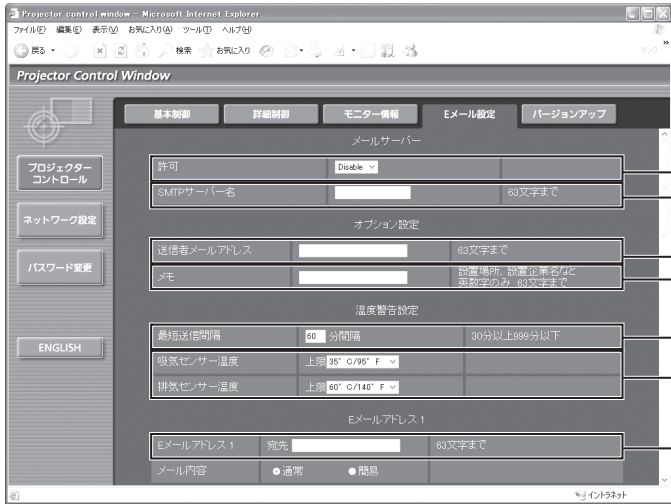 Projector control window - Microsoft Internet Explorer
ファイル(F) 編集(E) 表示(V) お気に入り(A) ツール(T) ヘルプ(H)
戻る 検索 お気に入り リンク »
Projector Control Window
基本制御 詳細制御 モニター情報 Eメール設定 バージョンアップ
プロジェクター
コントロール
ネットワーク設定
パスワード変更
ENGLISH
メールサーバー
許可 Disable
SMTPサーバー名 63文字まで
オプション設定
送信者メールアドレス 63文字まで
メモ 設置場所、設置企業名など
英数字のみ 63文字まで
温度警告設定
最短送信間隔 60 分間隔 30分以上999分以下
吸気センサー温度 上限 35° C/95° F
排気センサー温度 上限 60° C/140° F
Eメールアドレス 1
Eメールアドレス 1 宛先 63文字まで
メール内容 通常 簡易
イントラネット